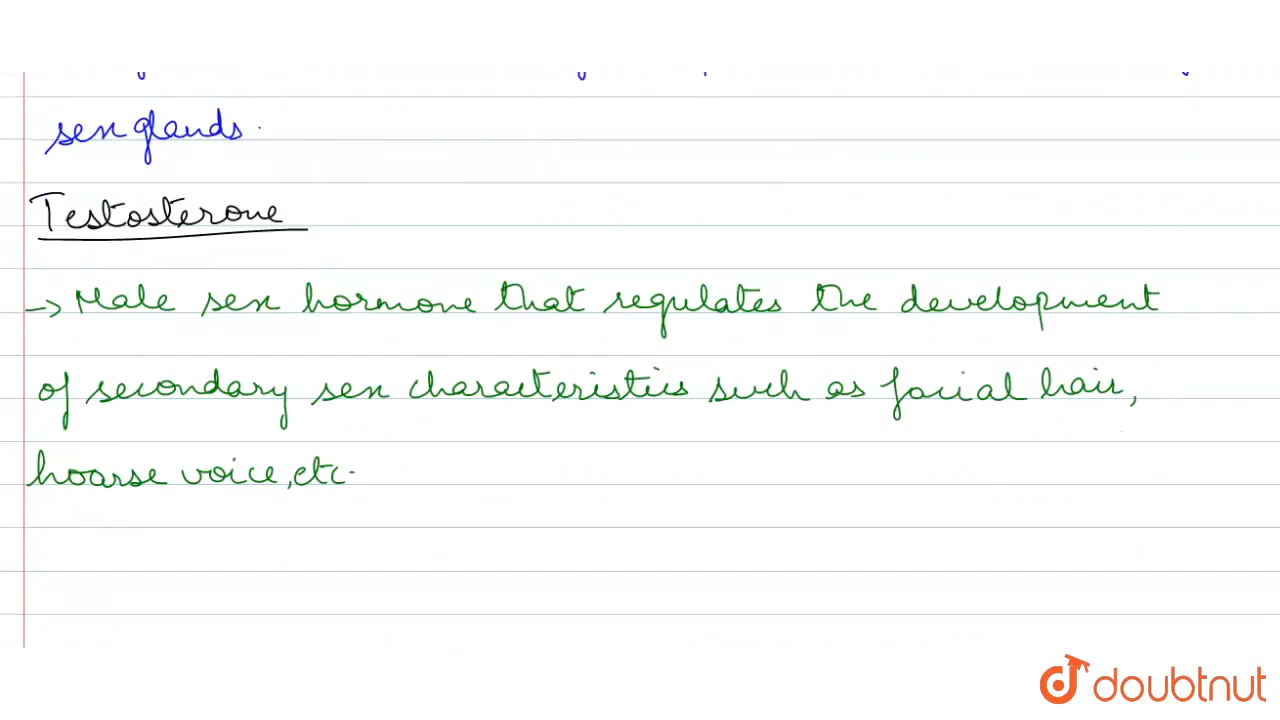 sex glands.
Testosterone
→ Male sex hormone that regulates the development
of secondary sex characteristics such as facial hair,
hoarse voice, etc.
doubtnut